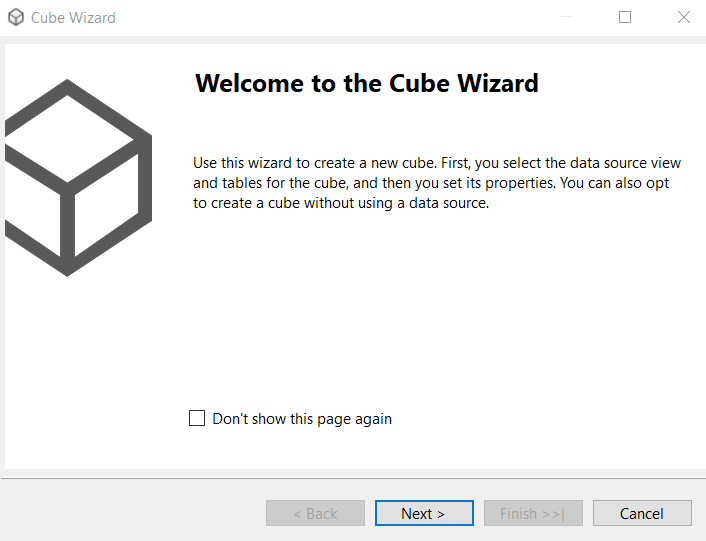 Cube Wizard
Welcome to the Cube Wizard
Use this wizard to create a new cube. First, you select the data source view
and tables for the cube, and then you set its properties. You can also opt
to create a cube without using a data source.
Don't show this page again
< Back
Next >
Finish >>|
Cancel